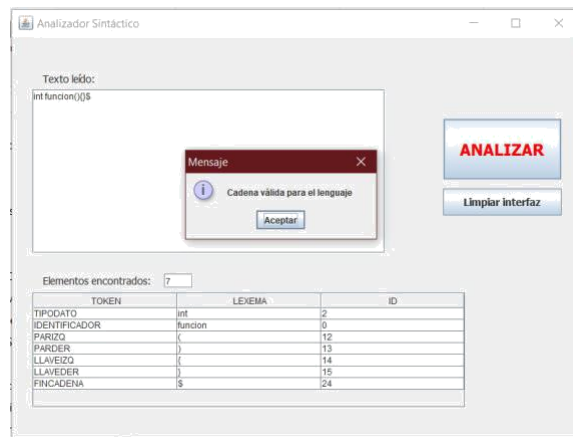 Analizador Sintáctico
Texto leído:
int funcion(){}$
Mensaje
Cadena válida para el lenguaje
Aceptar
ANALIZAR
Limpiar interfaz
Elementos encontrados: 7
TOKEN LEXEMA ID
TIPODATO int 2
IDENTIFICADOR funcion 0
PARIZQ ( 12
PARDER ) 13
LLAVEIZQ { 14
LLAVEDER } 15
FINCADENA $ 24